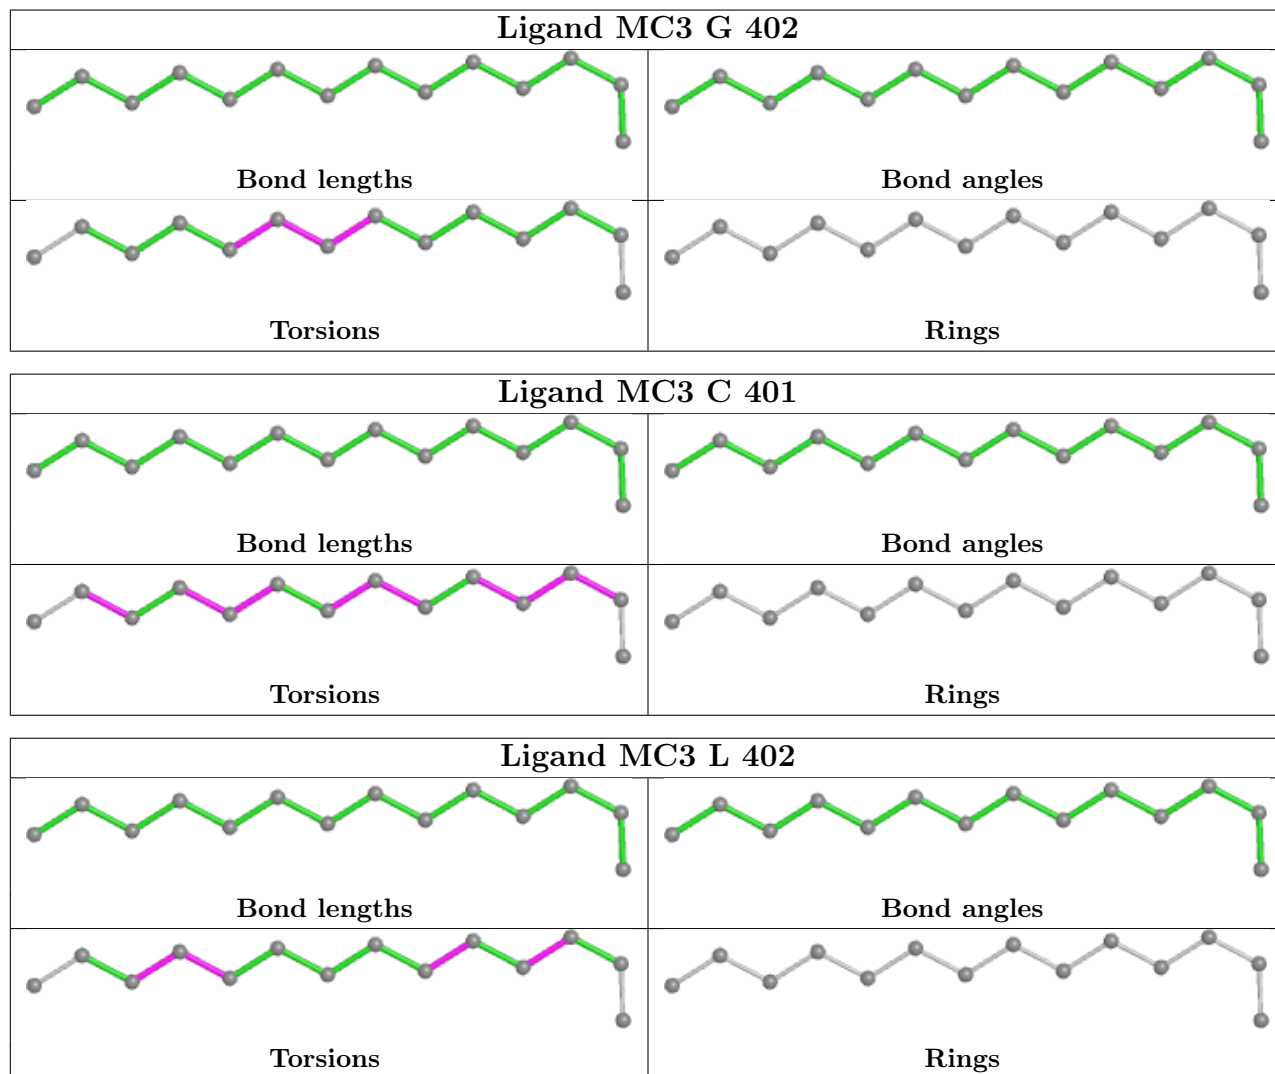 Ligand MC3 G 402
Bond lengths
Bond angles
Torsions
Rings
Ligand MC3 C 401
Bond lengths
Bond angles
Torsions
Rings
Ligand MC3 L 402
Bond lengths
Bond angles
Torsions
Rings